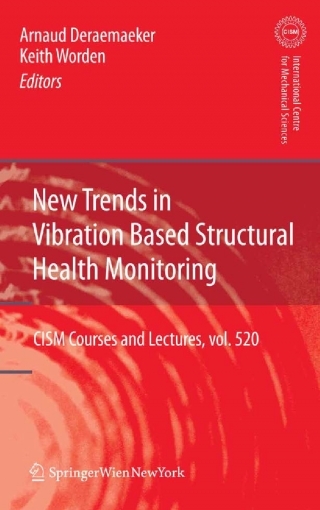 Arnaud Deraemaeker
Keith Worden
Editors
CISM
International Centre
for Mechanical Sciences
New Trends in
Vibration Based Structural
Health Monitoring
CISM Courses and Lectures, vol. 520
SpringerWienNewYork